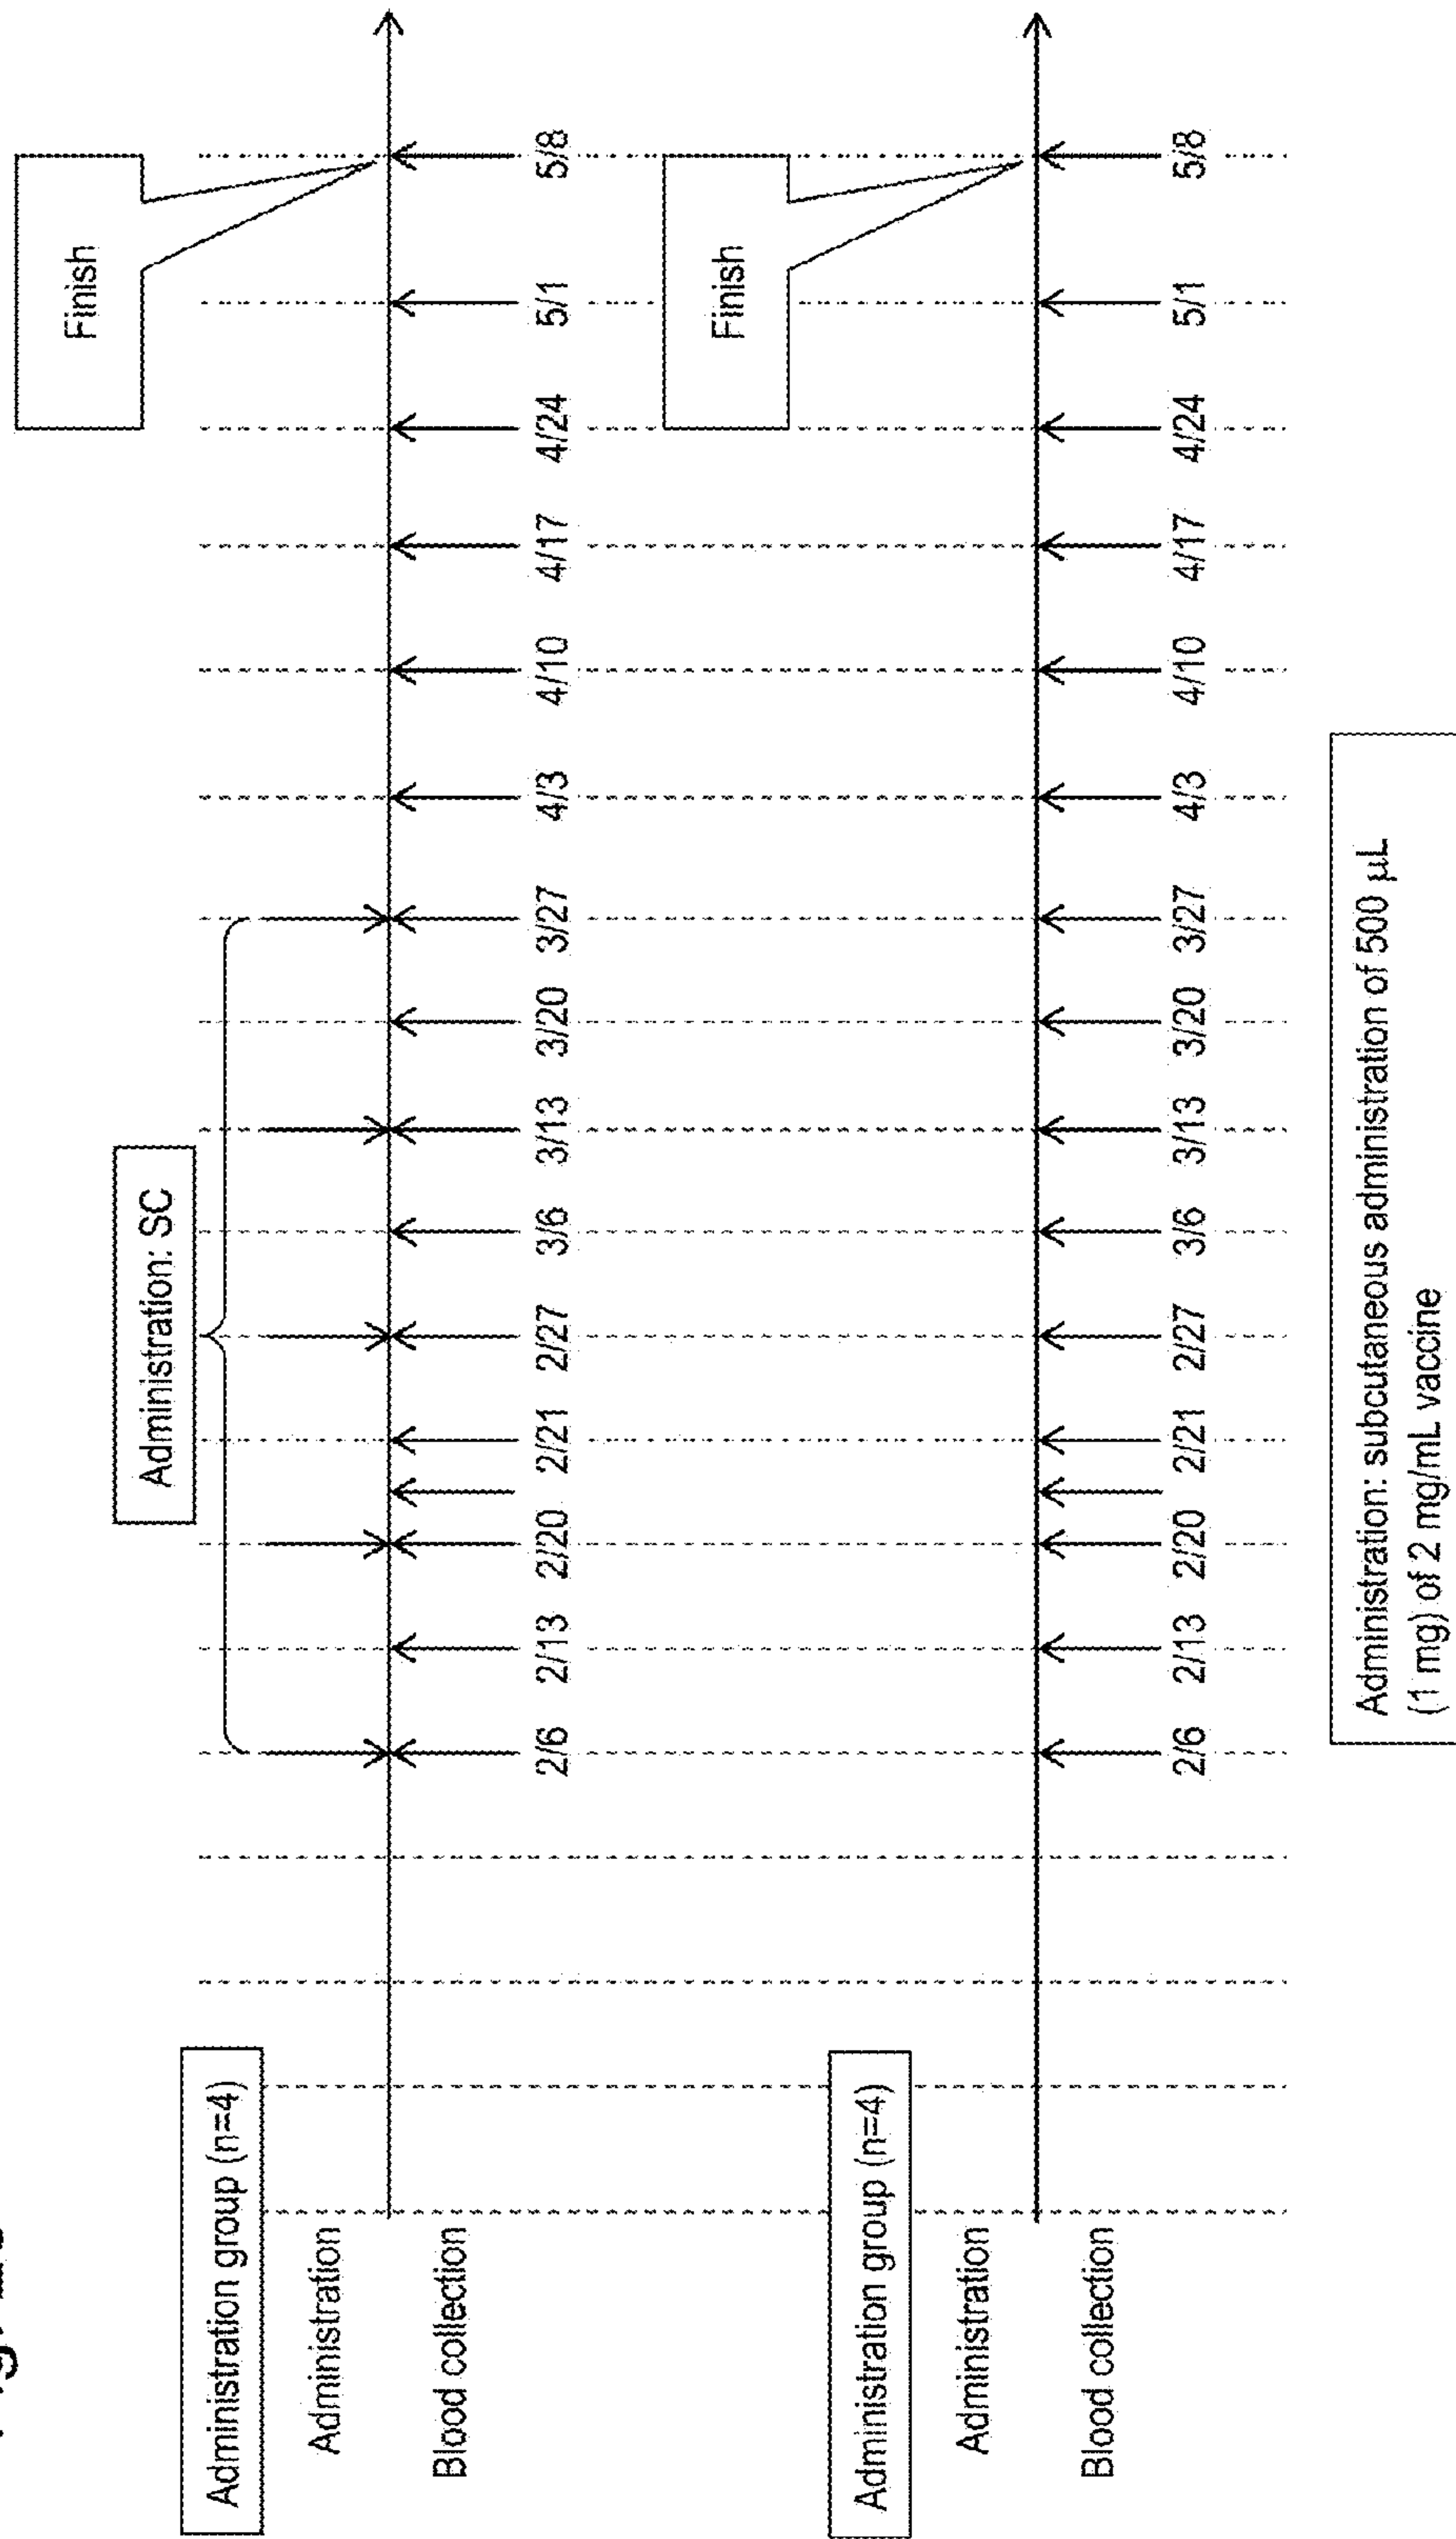 Administration: SC
Finish
Administration group (n=4)
Administration
Blood collection
2/6 2/13 2/20 2/21 2/27 3/6 3/13 3/20 3/27 4/3 4/10 4/17 4/24 5/1 5/8
Finish
Administration group (n=4)
Administration
Blood collection
2/6 2/13 2/20 2/21 2/27 3/6 3/13 3/20 3/27 4/3 4/10 4/17 4/24 5/1 5/8
Administration: subcutaneous administration of 500 µL
(1 mg) of 2 mg/mL vaccine